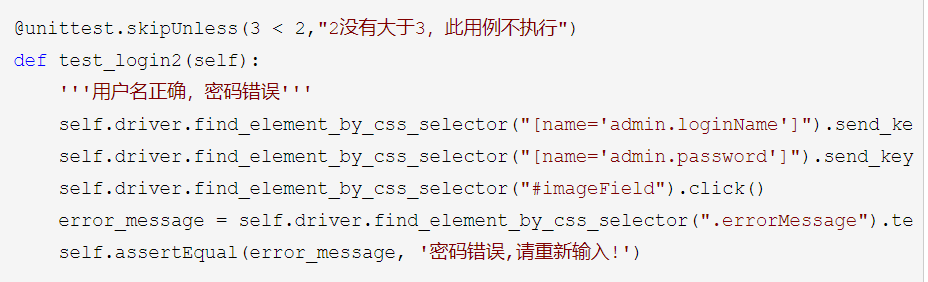 @unittest.skipUnless(3 < 2,"2没有大于3，此用例不执行")
def test_login2(self):
    '''用户名正确，密码错误'''
    self.driver.find_element_by_css_selector("[name='admin.loginName']").send_ke
    self.driver.find_element_by_css_selector("[name='admin.password']").send_key
    self.driver.find_element_by_css_selector("#imageField").click()
    error_message = self.driver.find_element_by_css_selector(".errorMessage").te
    self.assertEqual(error_message, '密码错误,请重新输入!')